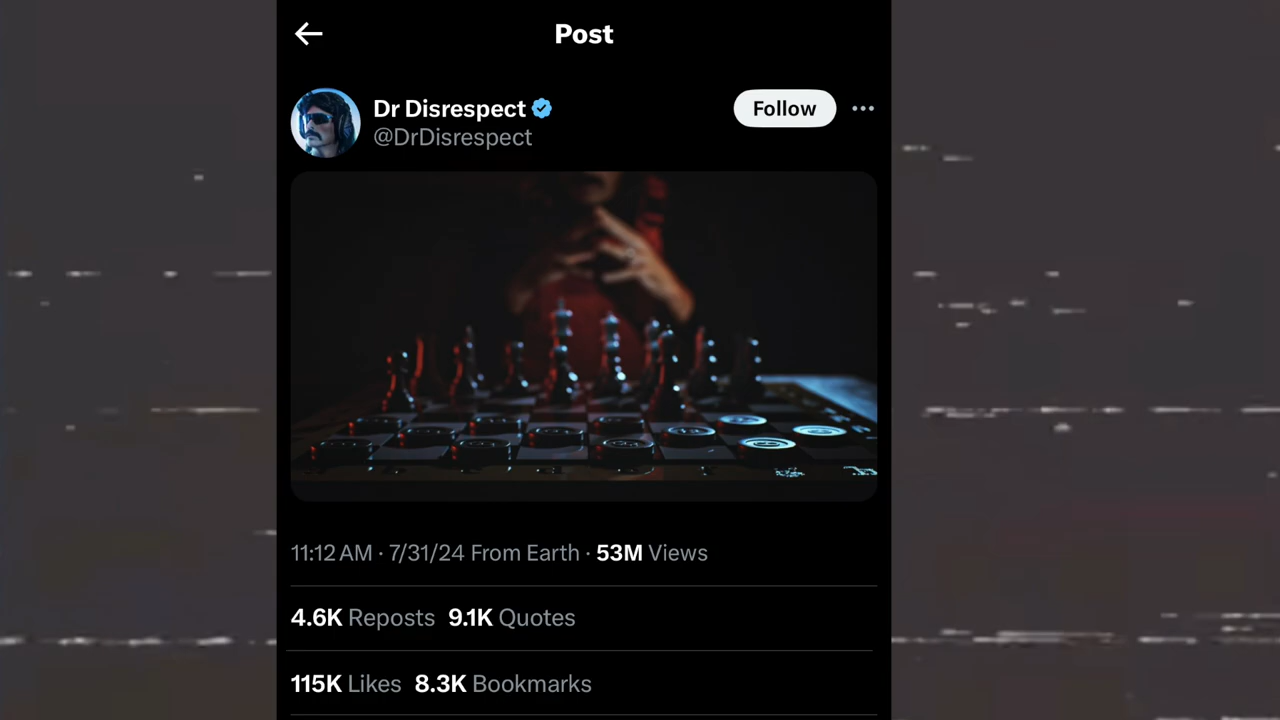 Post
Dr Disrespect
@DrDisrespect
Follow
11:12 AM · 7/31/24 From Earth · 53M Views
4.6K Reposts 9.1K Quotes
115K Likes 8.3K Bookmarks